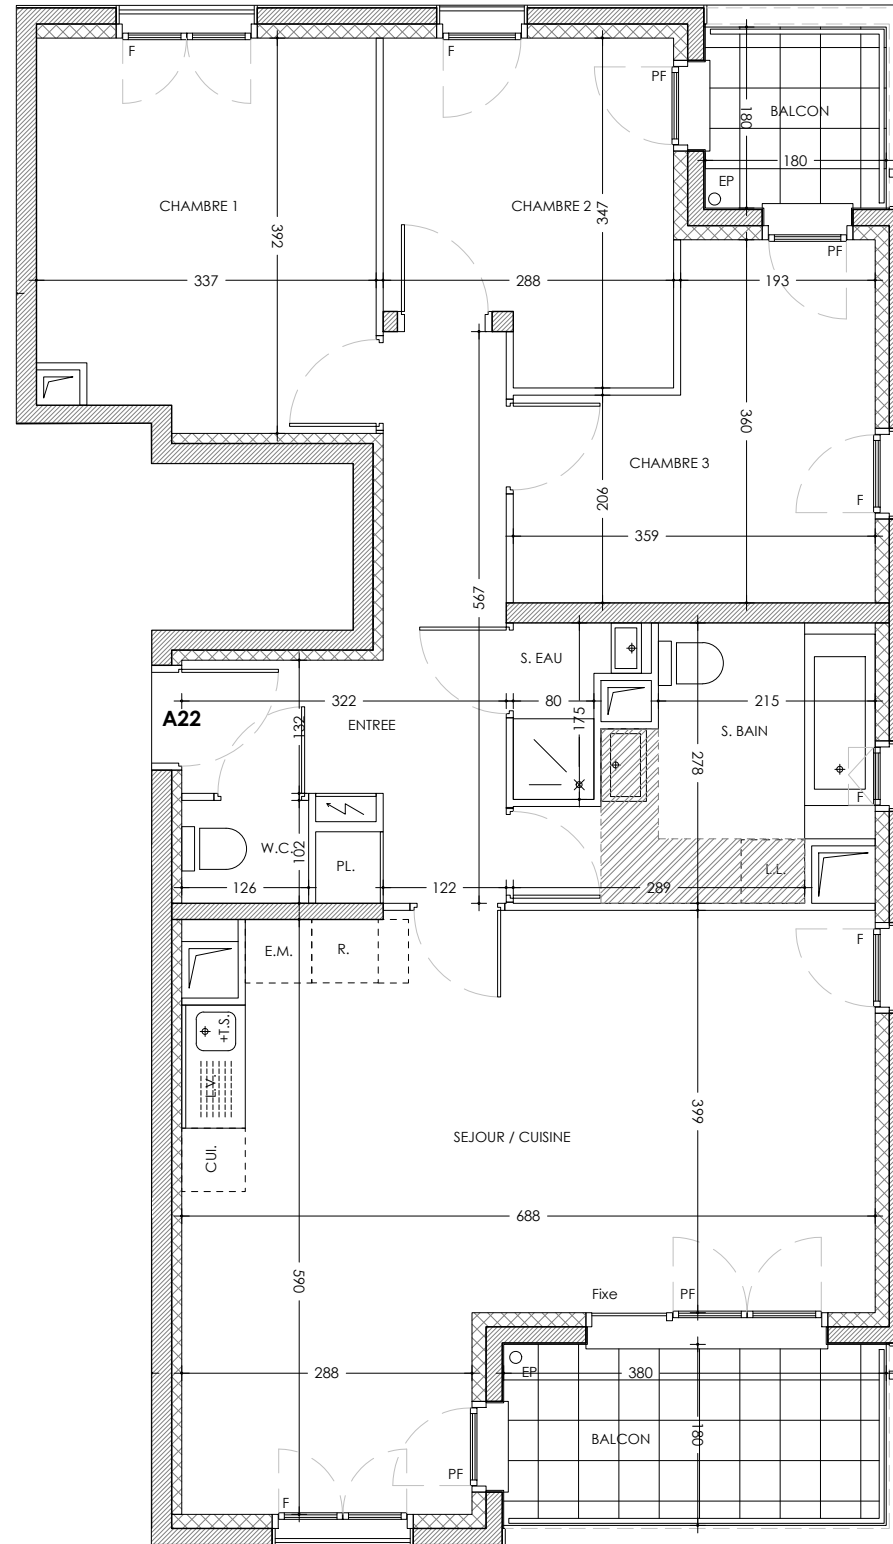 F
F
PF
BALCON
180
180
EP
CHAMBRE 1
CHAMBRE 2
347
392
PF
337
288
193
360
CHAMBRE 3
206
F
359
567
S. EAU
322
80
215
A22
132
ENTREE
175
S. BAIN
278
F
W.C.
102
PL.
L.L.
126
122
289
E.M.
R.
F
+T.S.
L.V.
399
CUI.
SEJOUR / CUISINE
688
590
Fixe
PF
EP
288
380
BALCON
180
PF
F